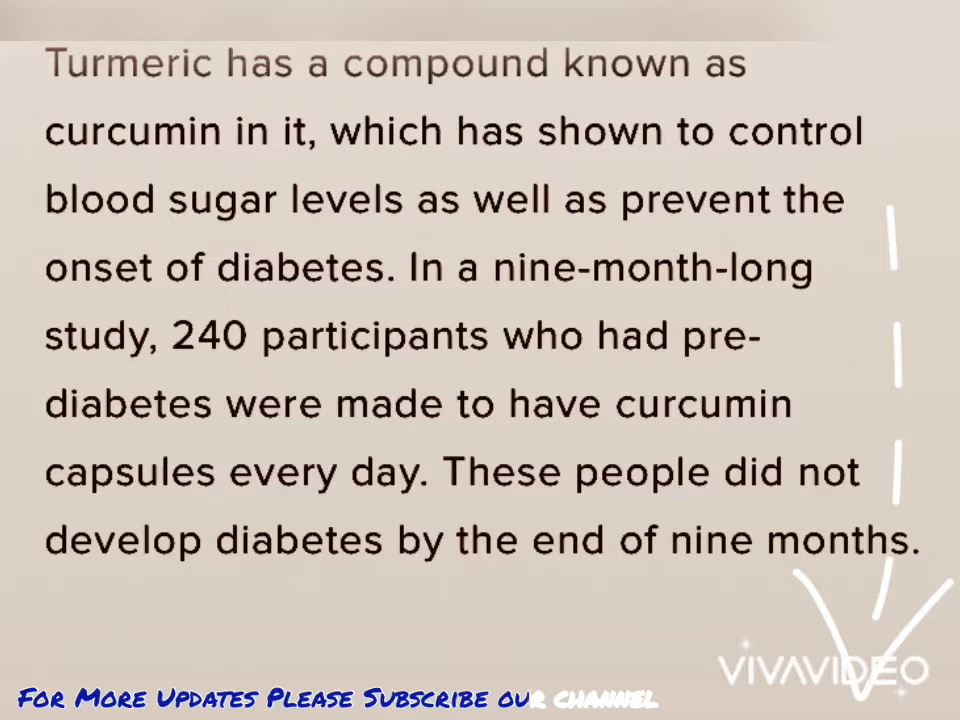 Turmeric has a compound known as
curcumin in it, which has shown to control
blood sugar levels as well as prevent the
onset of diabetes. In a nine-month-long
study, 240 participants who had pre-
diabetes were made to have curcumin
capsules every day. These people did not
develop diabetes by the end of nine months.
VIVAVIDEO
For More Updates Please Subscribe our channel